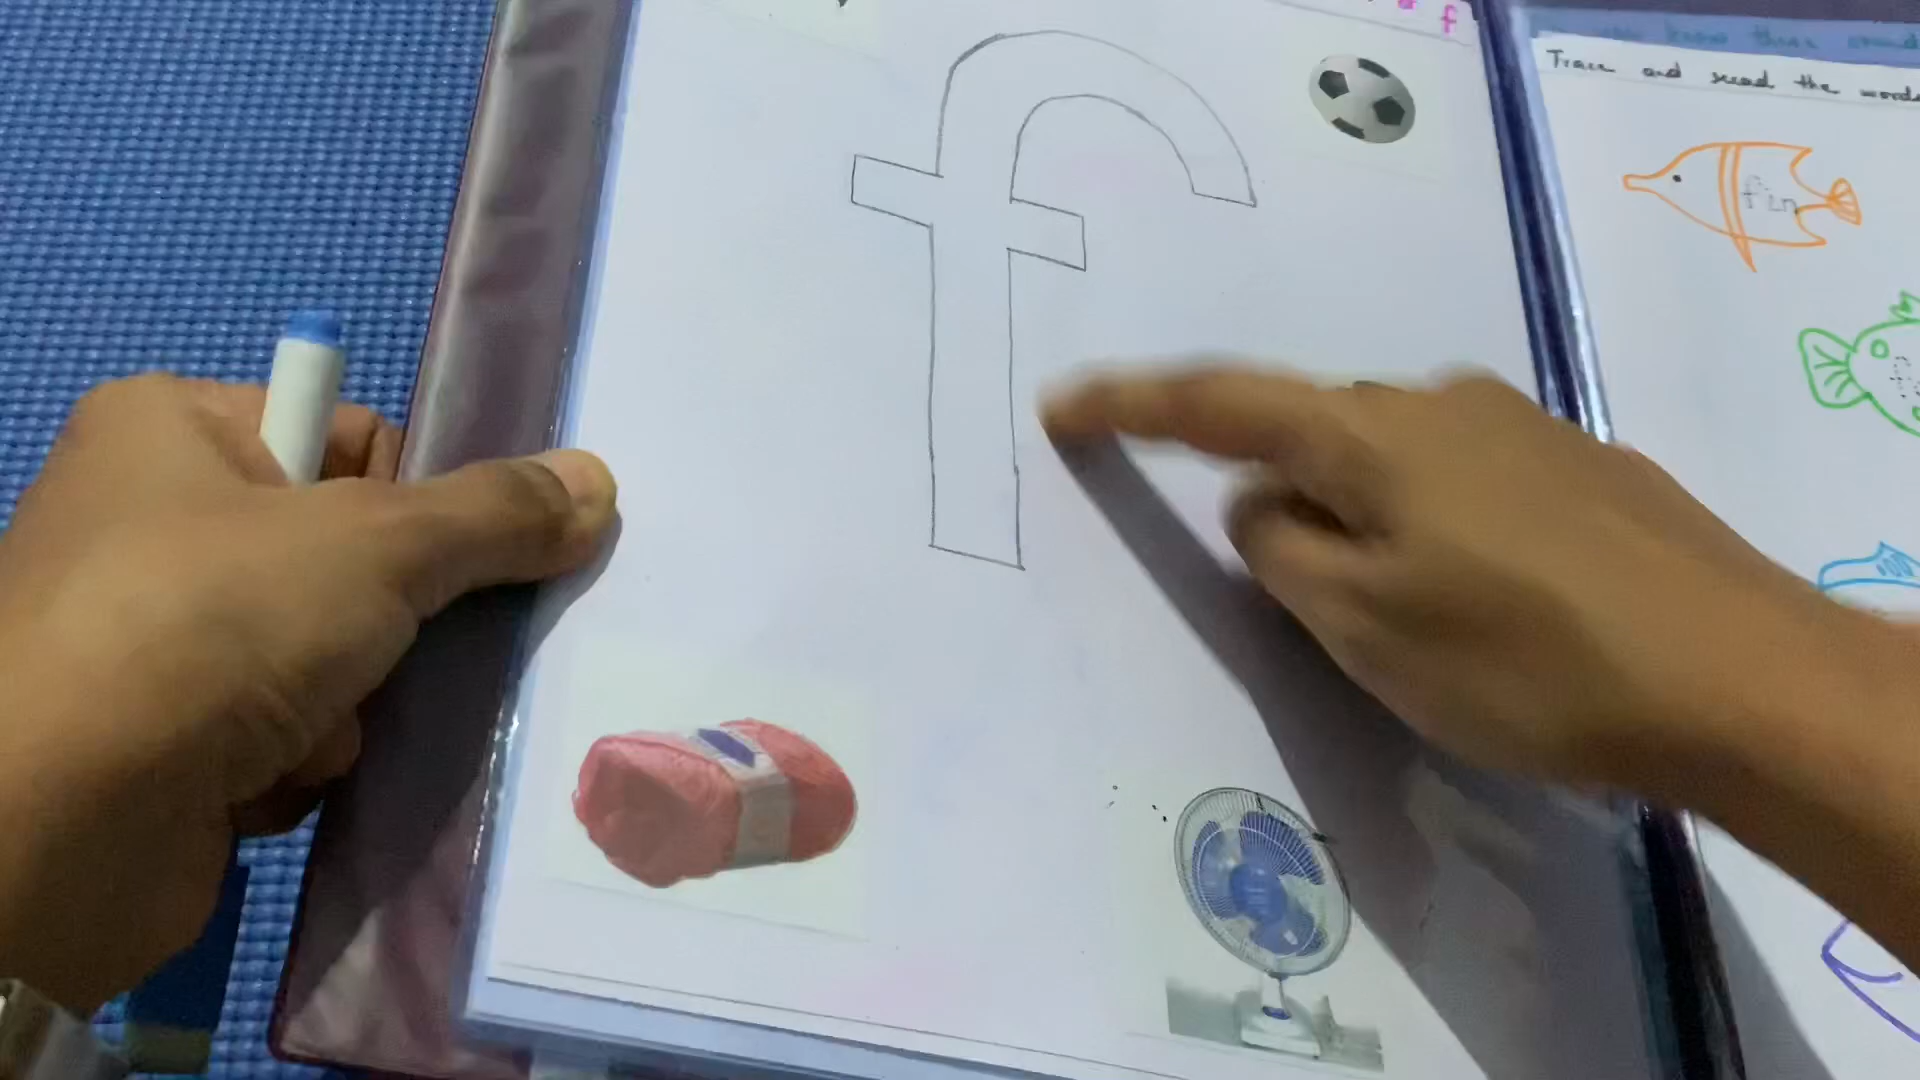 f
f
Trace and read the words
fin